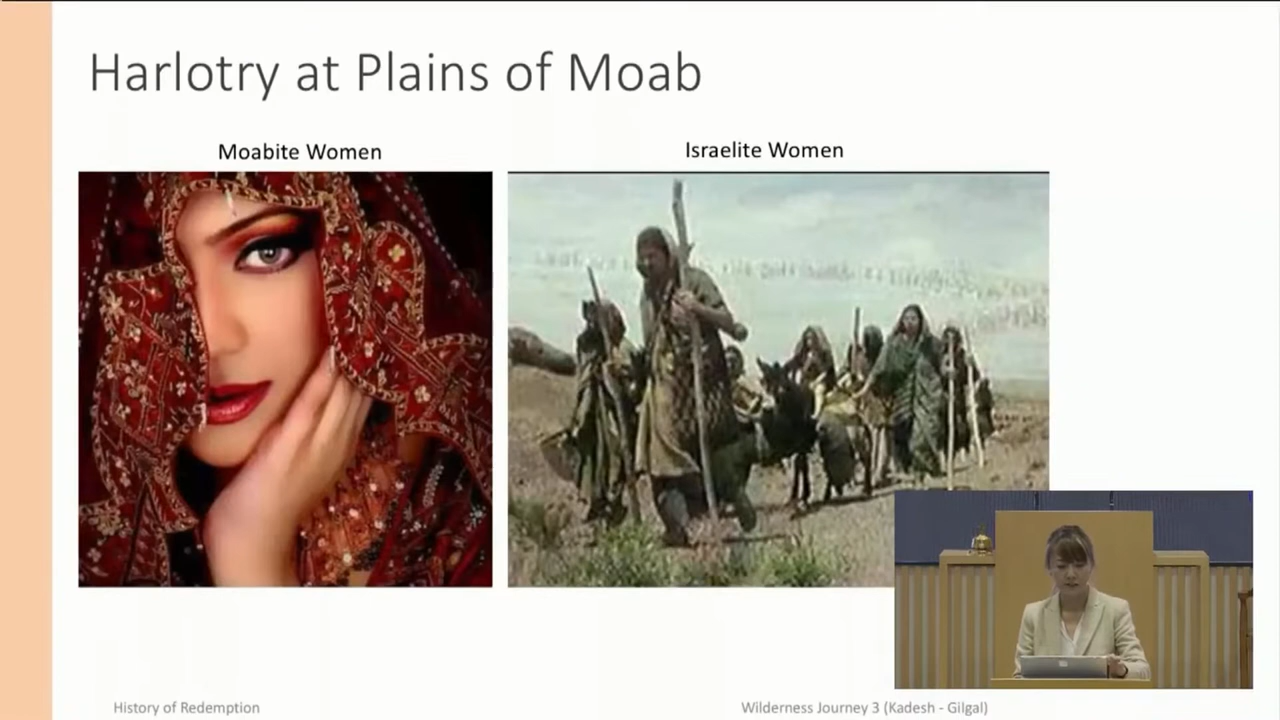 Harlotry at Plains of Moab
Moabite Women
Israelite Women
History of Redemption
Wilderness Journey 3 (Kadesh - Gilgal)